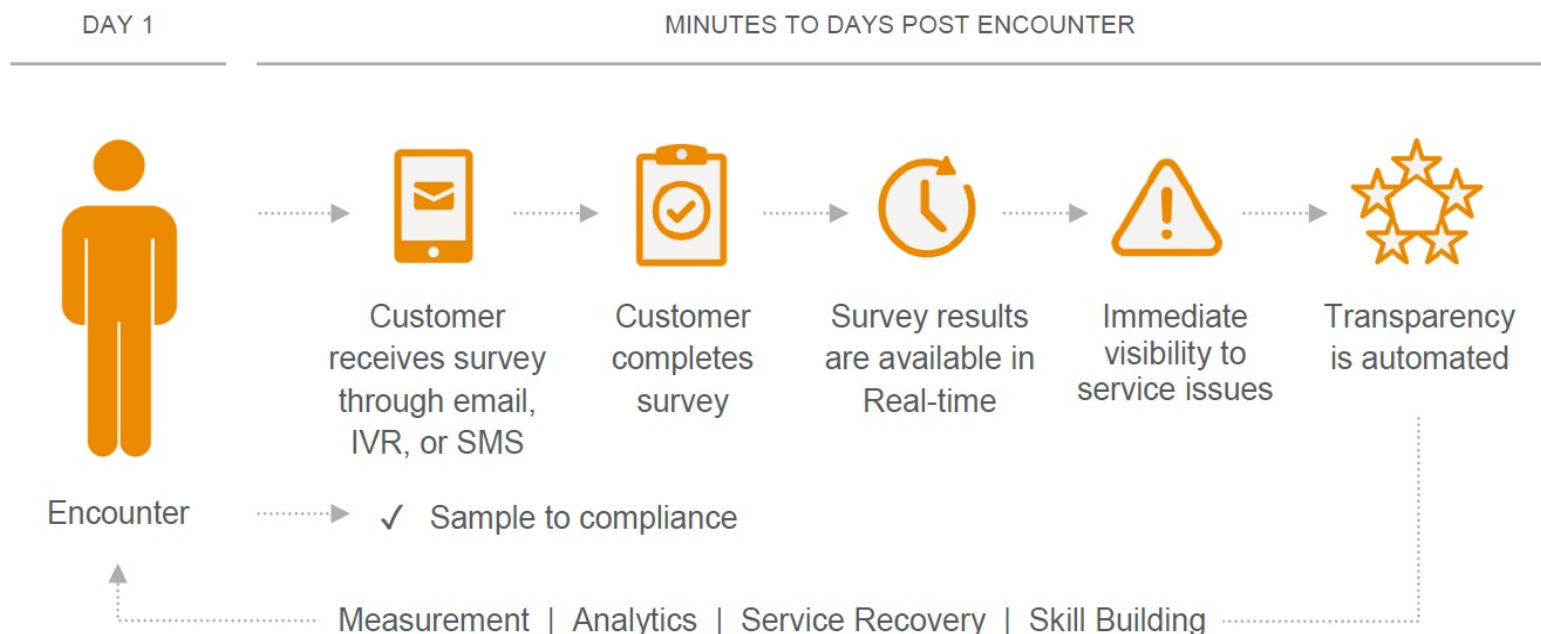 DAY 1
MINUTES TO DAYS POST ENCOUNTER
Customer
receives survey
through email,
IVR, or SMS
Customer
completes
survey
Survey results
are available in
Real-time
Immediate
visibility to
service issues
Transparency
is automated
Encounter
✓ Sample to compliance
Measurement | Analytics | Service Recovery | Skill Building